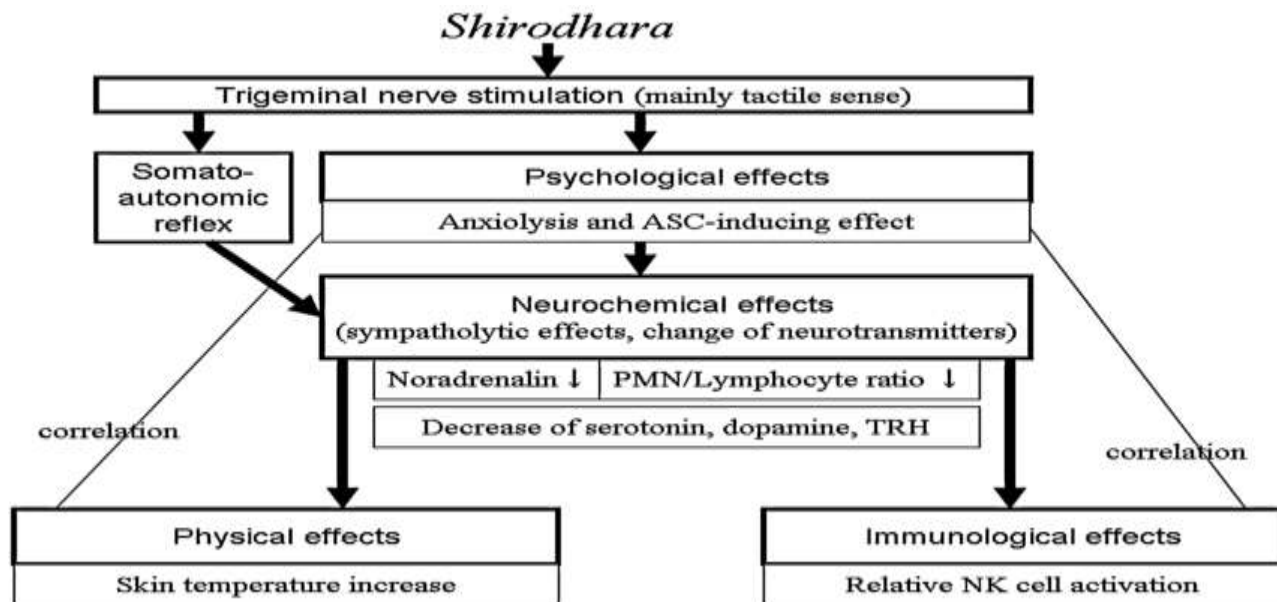 Shirodhara
Trigeminal nerve stimulation (mainly tactile sense)
Somato-
autonomic
reflex
Psychological effects
Anxiolysis and ASC-inducing effect
Neurochemical effects
(sympatholytic effects, change of neurotransmitters)
Noradrenalin ↓ PMN/Lymphocyte ratio ↓
Decrease of serotonin, dopamine, TRH
correlation
correlation
Physical effects
Skin temperature increase
Immunological effects
Relative NK cell activation